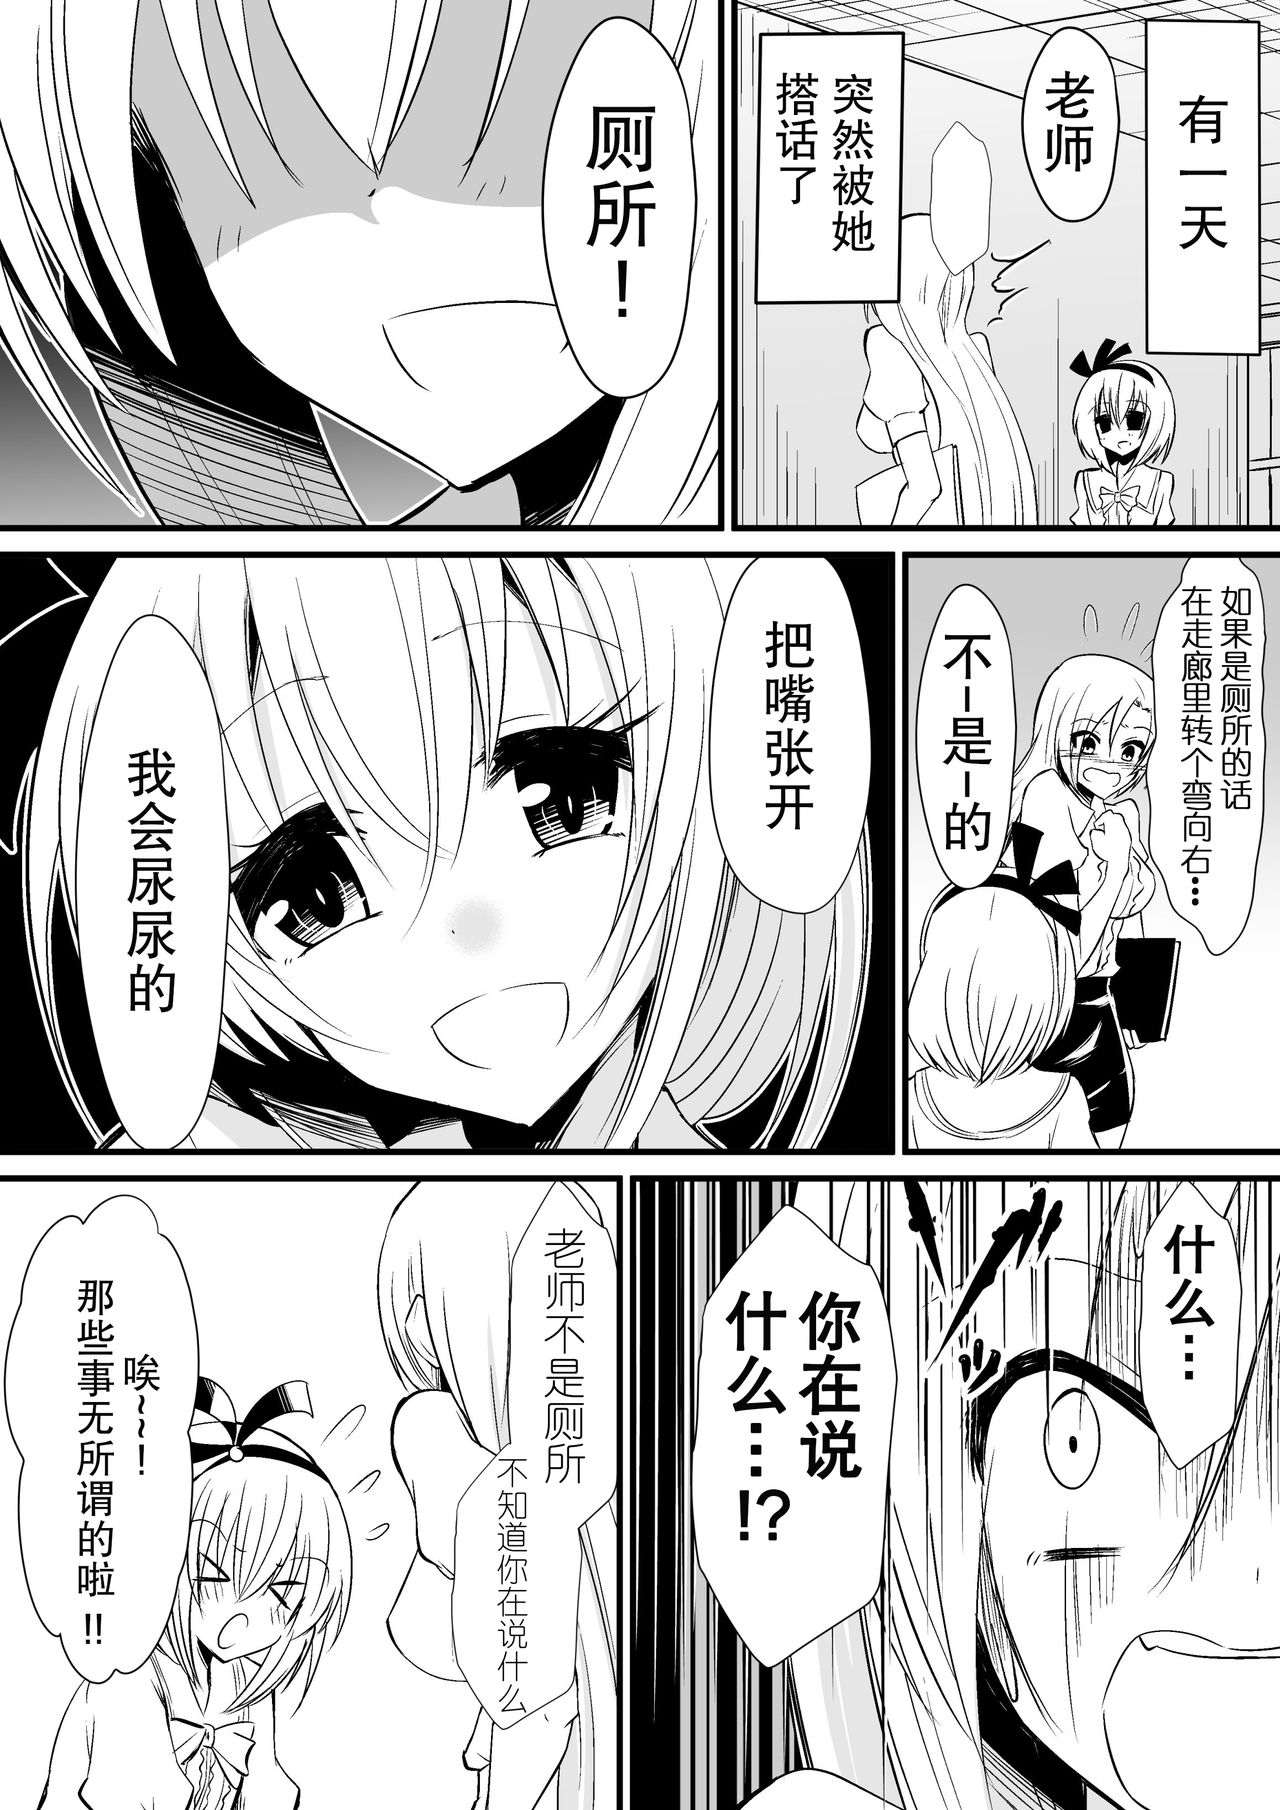 有一天
老师
突然被她
搭话了
厕所！
如果是厕所的话
在走廊里转个弯向右…
不－是－的
把嘴张开
我会尿尿的
什么…
你在说
什么…!?
老师不是厕所
不知道你在说什么
唉~~!
那些事无所谓的啦!!